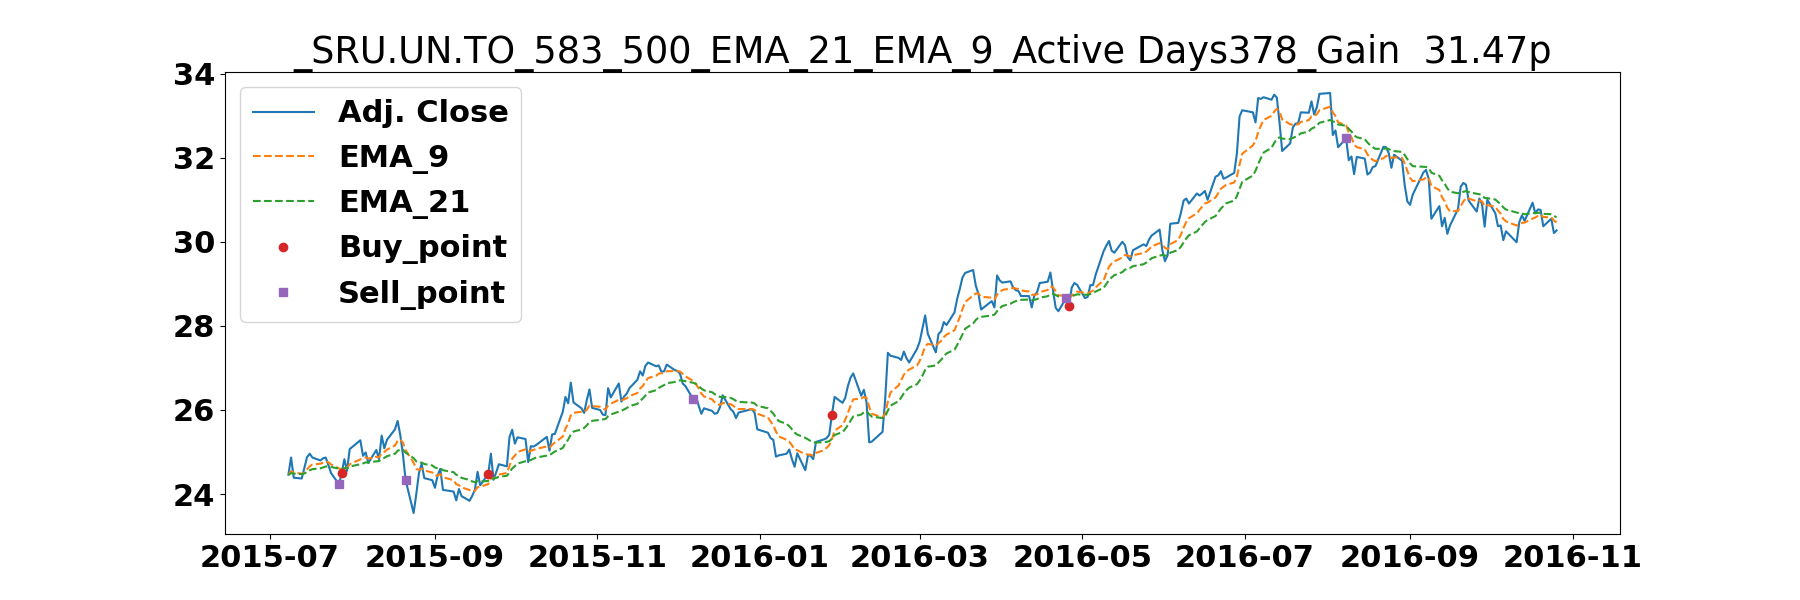 _SRU.UN.TO_583_500_EMA_21_EMA_9_Active Days378_Gain  31.47p
34
32
30
28
26
24
Adj. Close
EMA_9
EMA_21
Buy_point
Sell_point
2015-07 2015-09 2015-11 2016-01 2016-03 2016-05 2016-07 2016-09 2016-11